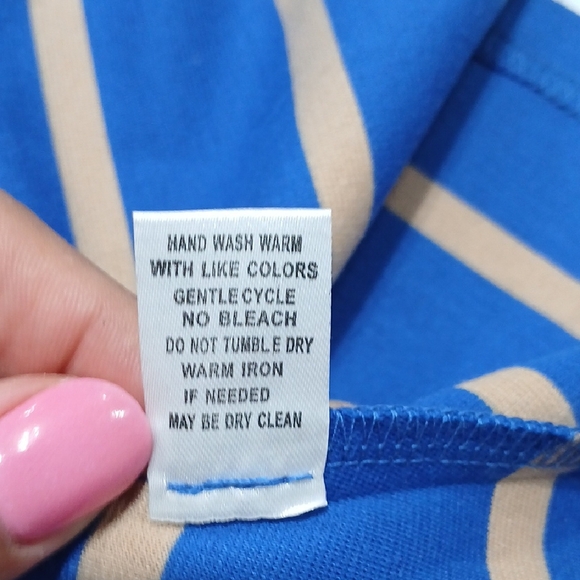 HAND WASH WARM
WITH LIKE COLORS
GENTLE CYCLE
NO BLEACH
DO NOT TUMBLE DRY
WARM IRON
IF NEEDED
MAY BE DRY CLEAN